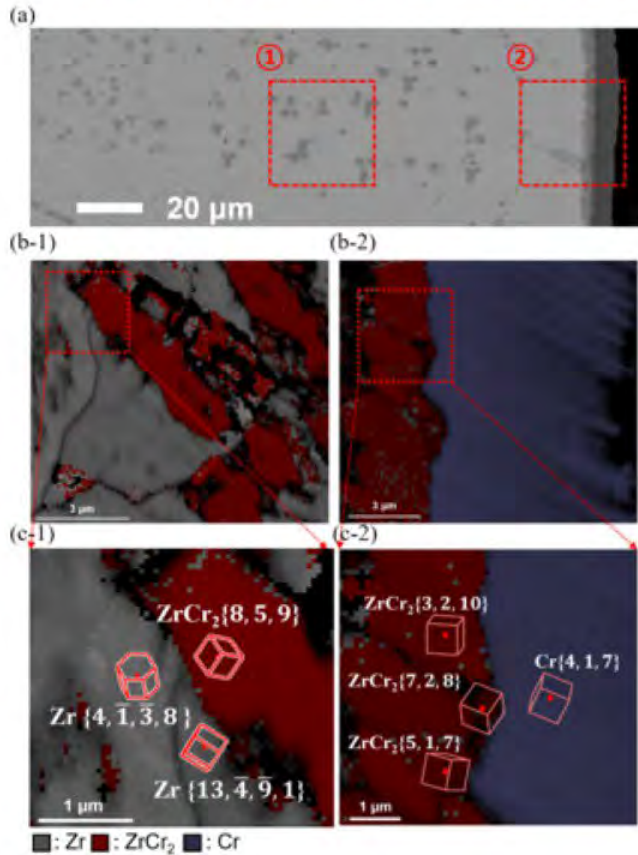 (a)
① ②
20 μm
(b-1) (b-2)
3 μm 3 μm
(c-1) (c-2)
ZrCr₂{8, 5, 9}
Zr {4, 1̅, 3̅, 8}
Zr {13, 4̅, 9̅, 1}
1 μm
ZrCr₂{3, 2, 10}
Cr{4, 1, 7}
ZrCr₂{7, 2, 8}
ZrCr₂{5, 1, 7}
1 μm
: Zr : ZrCr₂ : Cr